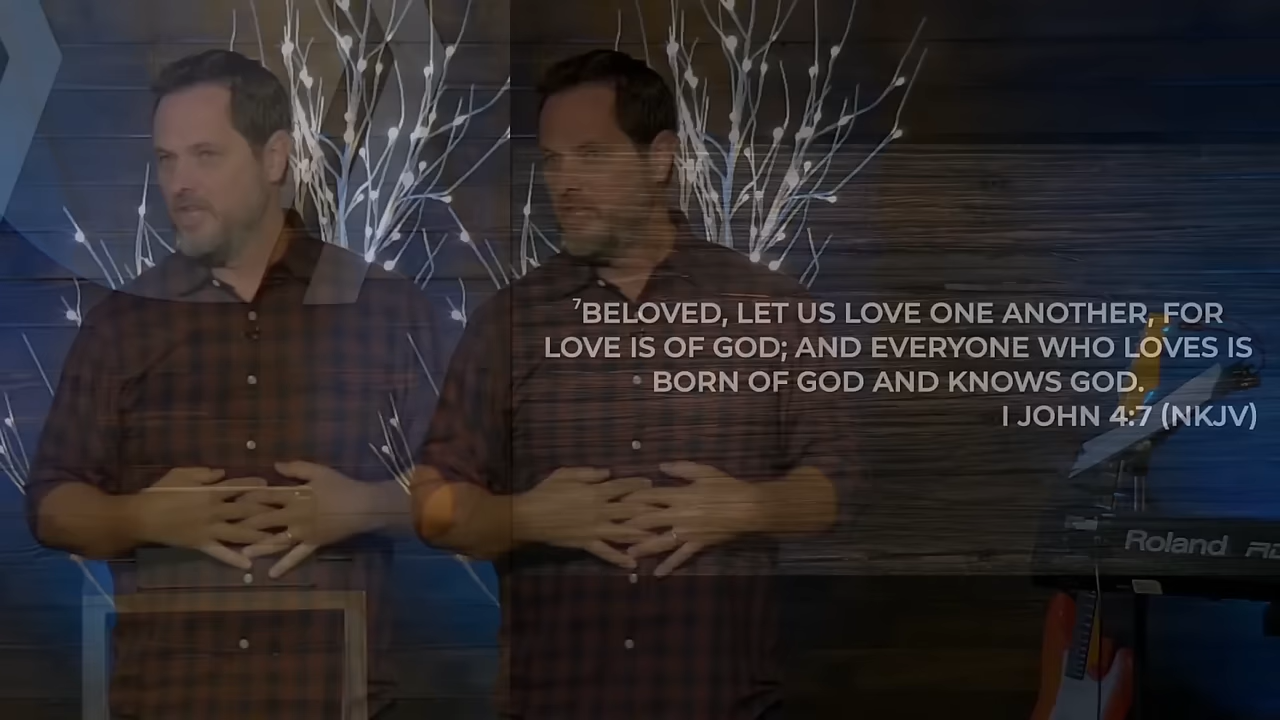 ⁷BELOVED, LET US LOVE ONE ANOTHER, FOR
LOVE IS OF GOD; AND EVERYONE WHO LOVES IS
BORN OF GOD AND KNOWS GOD.
I JOHN 4:7 (NKJV)
Roland